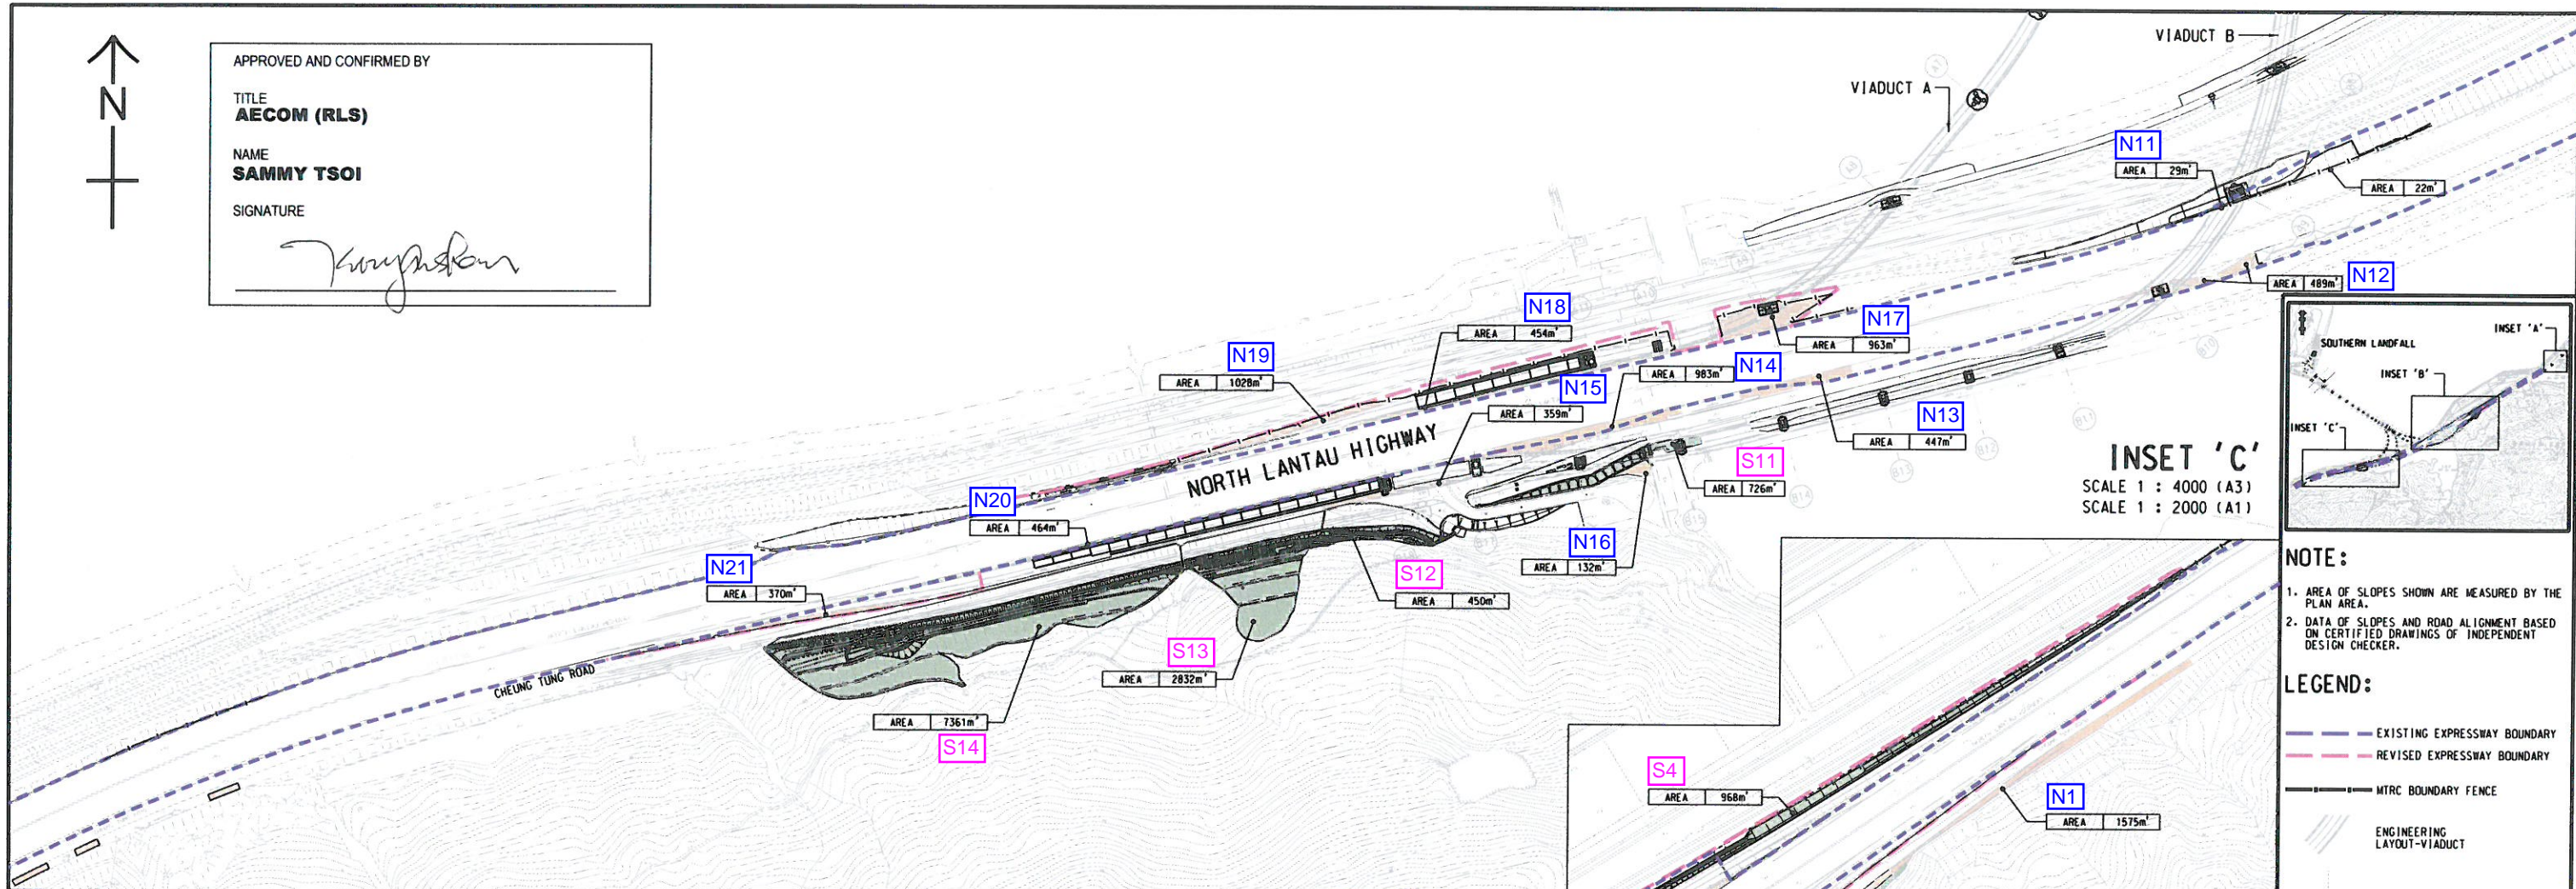 N
APPROVED AND CONFIRMED BY
TITLE
AECOM (RLS)
NAME
SAMMY TSOI
SIGNATURE
VIADUCT A
VIADUCT B
N11
AREA 29m²
AREA 22m²
AREA 489m² N12
N18
AREA 454m²
N17
AREA 963m²
N19
AREA 1028m²
AREA 983m² N14
N15
AREA 359m²
N13
AREA 447m²
NORTH LANTAU HIGHWAY
S11
AREA 726m²
N20
AREA 464m²
N16
AREA 132m²
S12
AREA 450m²
N21
AREA 370m²
CHEUNG TUNG ROAD
S13
AREA 2832m²
AREA 7361m²
S14
INSET 'C'
SCALE 1 : 4000 (A3)
SCALE 1 : 2000 (A1)
S4
AREA 968m²
N1
AREA 1575m²
INSET 'A'
SOUTHERN LANDFALL
INSET 'B'
INSET 'C'
NOTE:
1. AREA OF SLOPES SHOWN ARE MEASURED BY THE
PLAN AREA.
2. DATA OF SLOPES AND ROAD ALIGNMENT BASED
ON CERTIFIED DRAWINGS OF INDEPENDENT
DESIGN CHECKER.
LEGEND:
EXISTING EXPRESSWAY BOUNDARY
REVISED EXPRESSWAY BOUNDARY
MTRC BOUNDARY FENCE
ENGINEERING
LAYOUT-VIADUCT